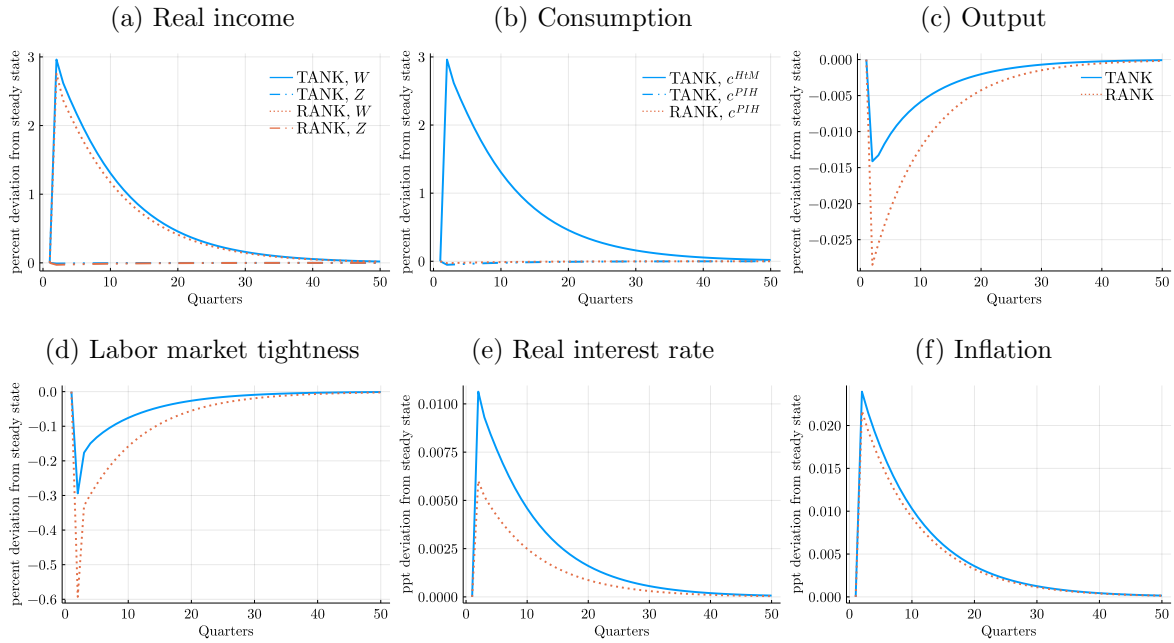 (a) Real income
percent deviation from steady state
3
2
1
0
TANK, W
TANK, Z
RANK, W
RANK, Z
0 10 20 30 40 50
Quarters
(b) Consumption
percent deviation from steady state
3
2
1
0
TANK, c^{HtM}
TANK, c^{PIH}
RANK, c^{PIH}
0 10 20 30 40 50
Quarters
(c) Output
percent deviation from steady state
0.000
−0.005
−0.010
−0.015
−0.020
−0.025
TANK
RANK
0 10 20 30 40 50
Quarters
(d) Labor market tightness
percent deviation from steady state
0.0
−0.1
−0.2
−0.3
−0.4
−0.5
−0.6
0 10 20 30 40 50
Quarters
(e) Real interest rate
ppt deviation from steady state
0.0100
0.0075
0.0050
0.0025
0.0000
0 10 20 30 40 50
Quarters
(f) Inflation
ppt deviation from steady state
0.020
0.015
0.010
0.005
0.000
0 10 20 30 40 50
Quarters